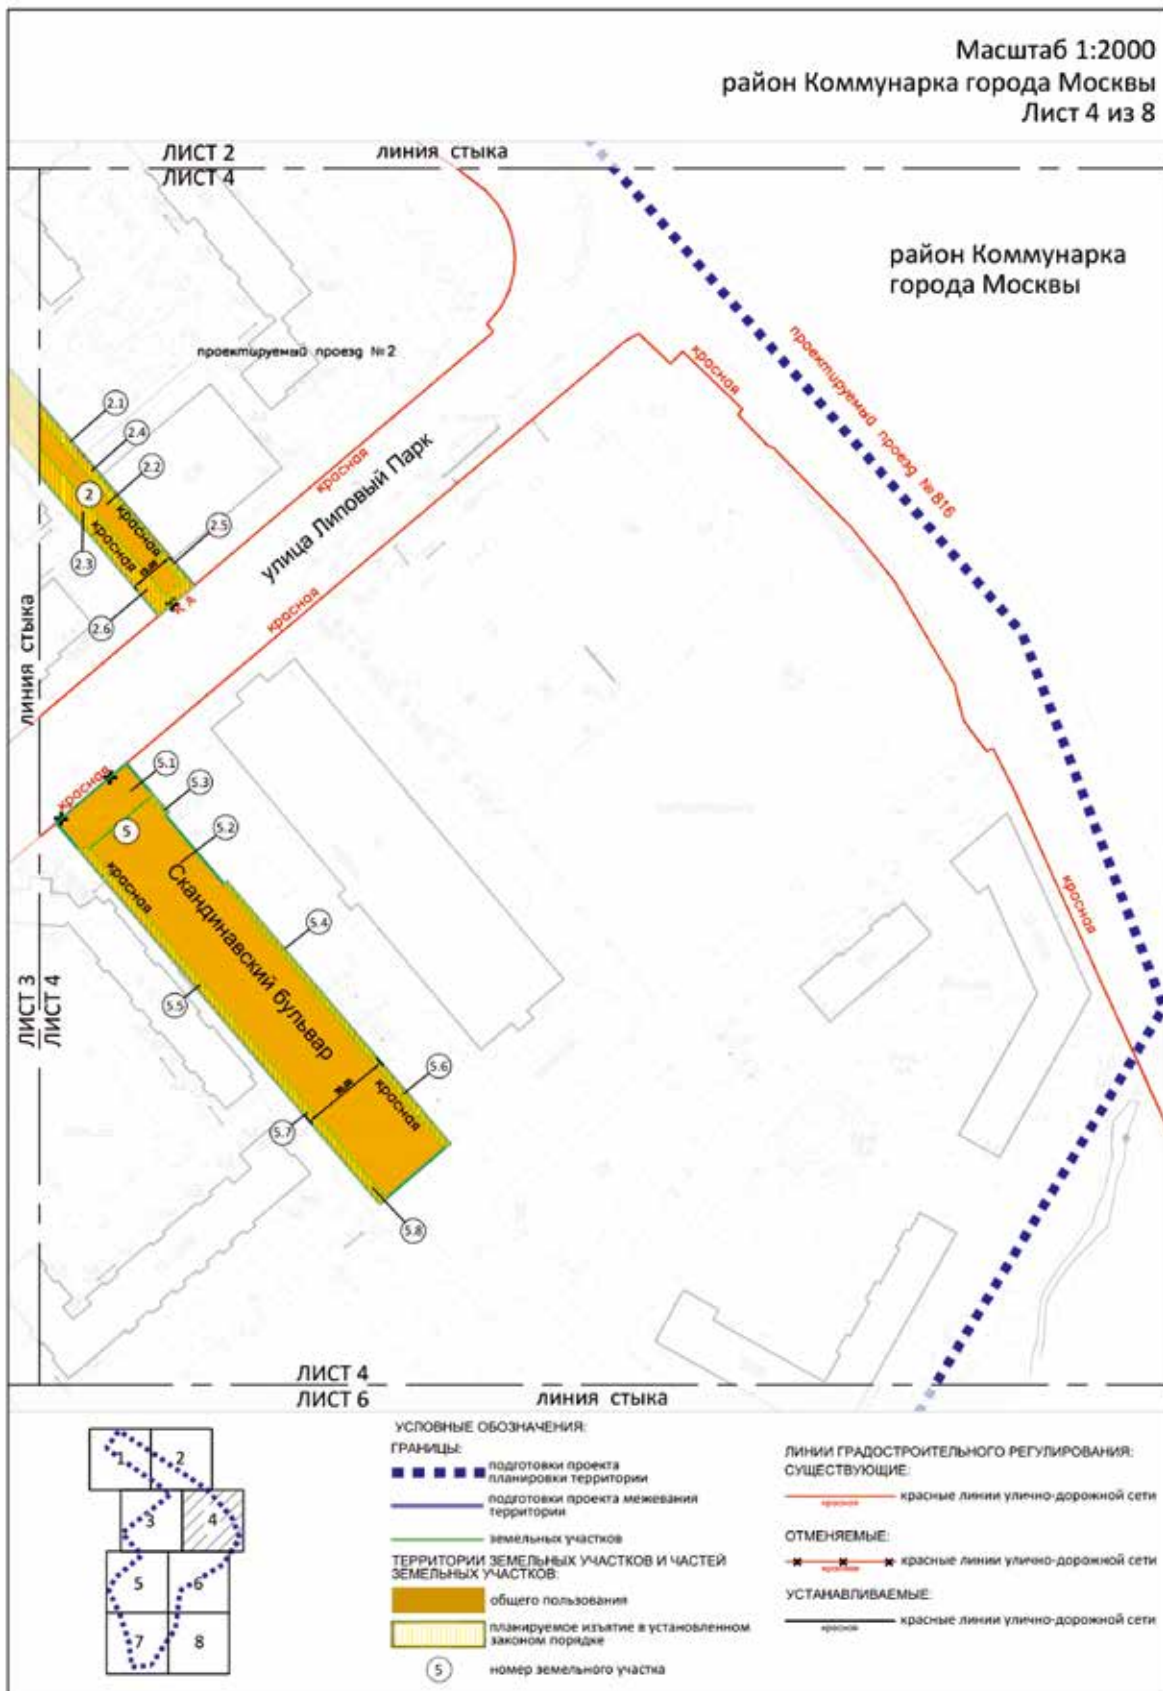 Масштаб 1:2000
район Коммунарка города Москвы
Лист 4 из 8
ЛИСТ 2
линия стыка
ЛИСТ 4
район Коммунарка
города Москвы
проектируемый проезд №2
проектируемый проезд №816
красная
2.1
2.4
2.2
2
2.5
красная
красная
2.3
2.6
красная
улица Липовый Парк
красная
линия стыка
красная
5.1
5.3
5
5.2
красная
Скандинавский бульвар
5.4
5.5
красная
ЛИСТ 3
ЛИСТ 4
5.6
красная
5.7
5.8
ЛИСТ 4
ЛИСТ 6
линия стыка
1
2
3
4
5
6
7
8
УСЛОВНЫЕ ОБОЗНАЧЕНИЯ:
ГРАНИЦЫ:
подготовки проекта
планировки территории
подготовки проекта межевания
территории
земельных участков
ТЕРРИТОРИИ ЗЕМЕЛЬНЫХ УЧАСТКОВ И ЧАСТЕЙ
ЗЕМЕЛЬНЫХ УЧАСТКОВ:
общего пользования
планируемое изъятие в установленном
законом порядке
5
номер земельного участка
ЛИНИИ ГРАДОСТРОИТЕЛЬНОГО РЕГУЛИРОВАНИЯ:
СУЩЕСТВУЮЩИЕ:
красная
красные линии улично-дорожной сети
ОТМЕНЯЕМЫЕ:
красная
красные линии улично-дорожной сети
УСТАНАВЛИВАЕМЫЕ:
красная
красные линии улично-дорожной сети